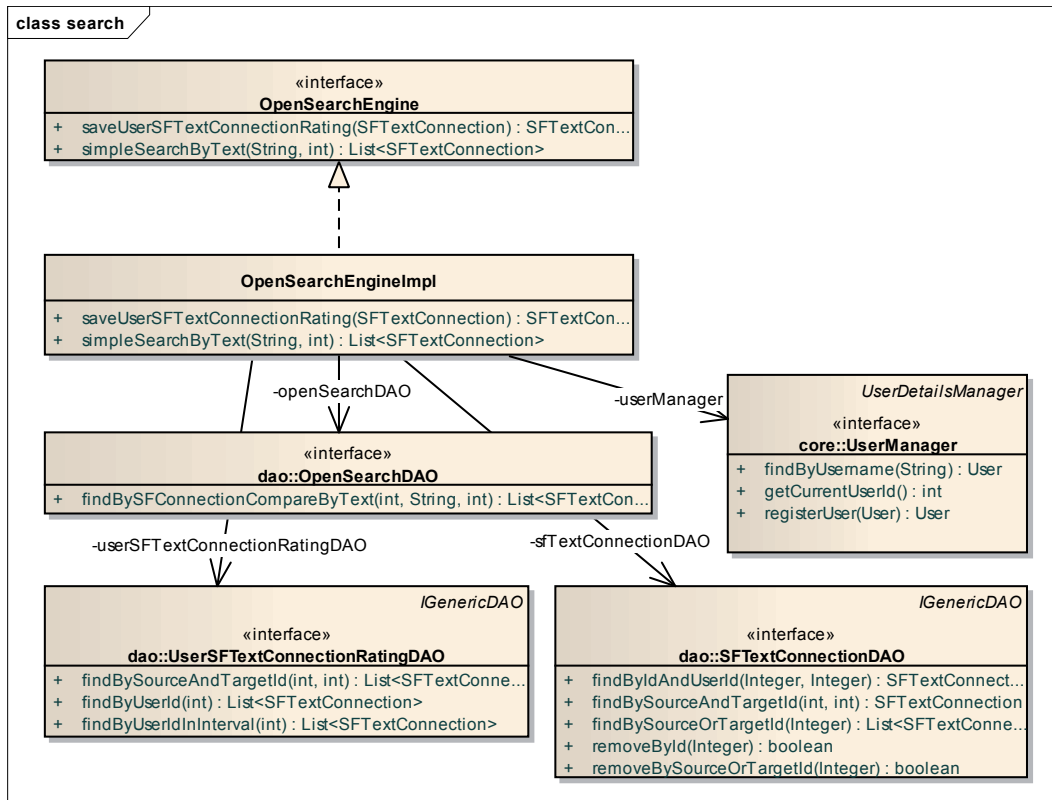 class search
«interface»
OpenSearchEngine
+ saveUserSFTextConnectionRating(SFTextConnection) : SFTextCon...
+ simpleSearchByText(String, int) : List<SFTextConnection>
OpenSearchEngineImpl
+ saveUserSFTextConnectionRating(SFTextConnection) : SFTextCon...
+ simpleSearchByText(String, int) : List<SFTextConnection>
-openSearchDAO
-userManager
UserDetailsManager
«interface»
core::UserManager
+ findByUsername(String) : User
+ getCurrentUserId() : int
+ registerUser(User) : User
«interface»
dao::OpenSearchDAO
+ findBySFConnectionCompareByText(int, String, int) : List<SFTextCon...
-userSFTextConnectionRatingDAO
-sfTextConnectionDAO
IGenericDAO
«interface»
dao::UserSFTextConnectionRatingDAO
+ findBySourceAndTargetId(int, int) : List<SFTextConne...
+ findByUserId(int) : List<SFTextConnection>
+ findByUserIdInInterval(int) : List<SFTextConnection>
IGenericDAO
«interface»
dao::SFTextConnectionDAO
+ findByIdAndUserId(Integer, Integer) : SFTextConnect...
+ findBySourceAndTargetId(int, int) : SFTextConnection
+ findBySourceOrTargetId(Integer) : List<SFTextConne...
+ removeById(Integer) : boolean
+ removeBySourceOrTargetId(Integer) : boolean